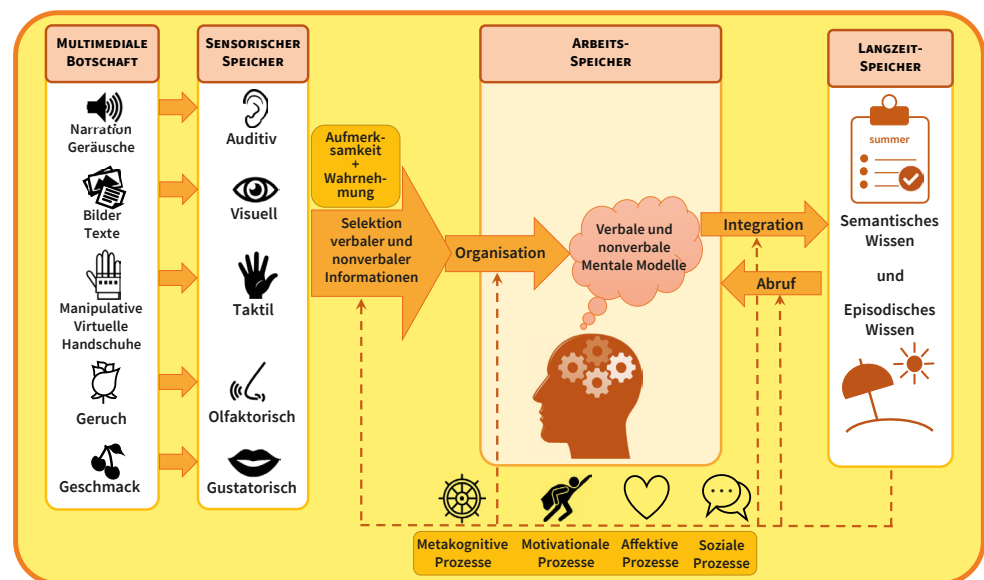 Multimediale
Botschaft
Narration
Geräusche
Bilder
Texte
Manipulative
Virtuelle
Handschuhe
Geruch
Geschmack
Sensorischer
Speicher
Auditiv
Visuell
Taktil
Olfaktorisch
Gustatorisch
Aufmerk-
samkeit
+
Wahrneh-
mung
Selektion
verbaler und
nonverbaler
Informationen
Organisation
Arbeits-
Speicher
Verbale und
nonverbale
Mentale Modelle
Integration
Abruf
Langzeit-
Speicher
summer
Semantisches
Wissen
und
Episodisches
Wissen
Metakognitive
Prozesse
Motivationale
Prozesse
Affektive
Prozesse
Soziale
Prozesse